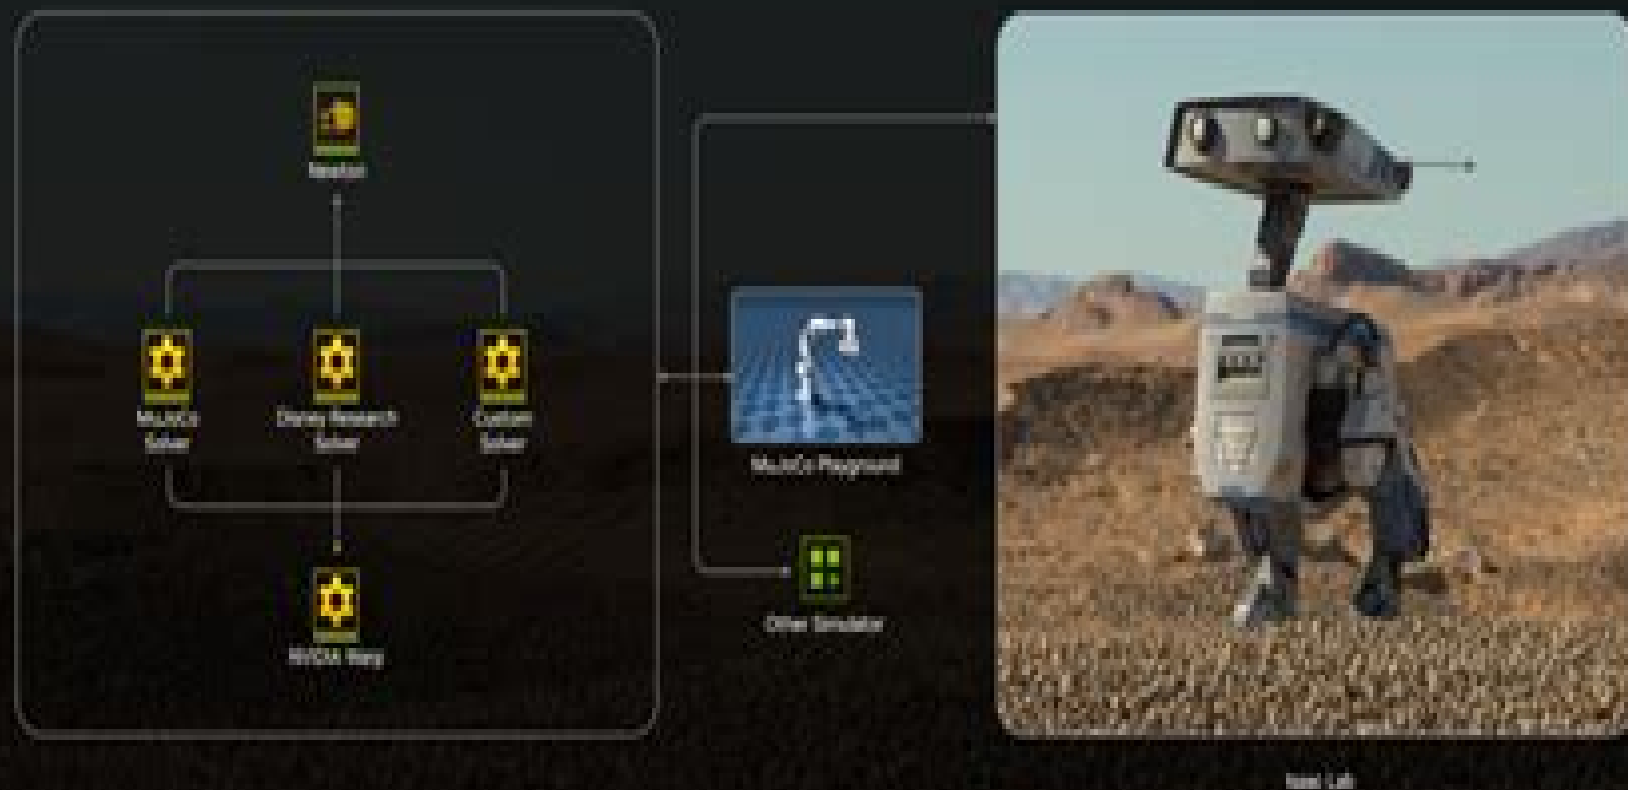 Newton
MuJoCo
Solver
Disney Research
Solver
Custom
Solver
NVIDIA Warp
MuJoCo Playground
Other Simulator
Isaac Lab